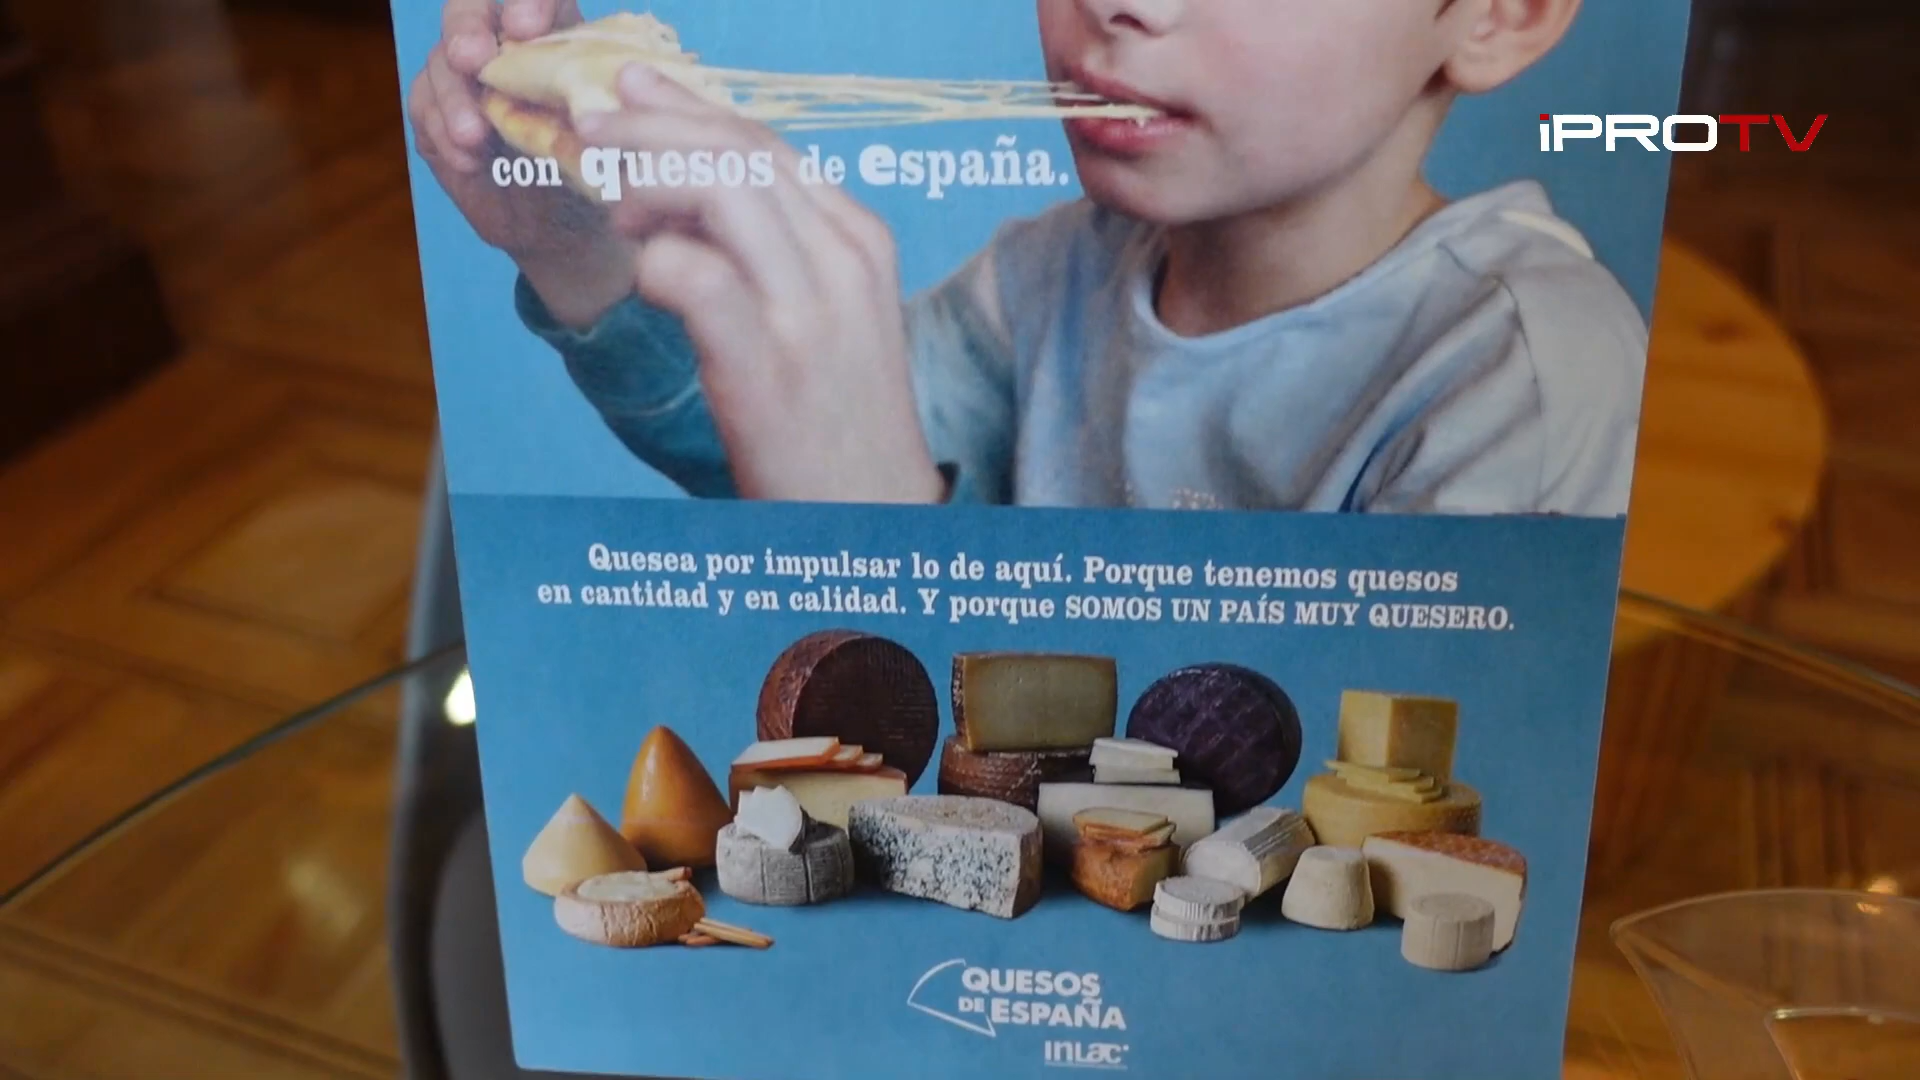 iPROTV
con quesos de españa.
Quesea por impulsar lo de aquí. Porque tenemos quesos
en cantidad y en calidad. Y porque SOMOS UN PAÍS MUY QUESERO.
QUESOS
DE ESPAÑA
INLAC